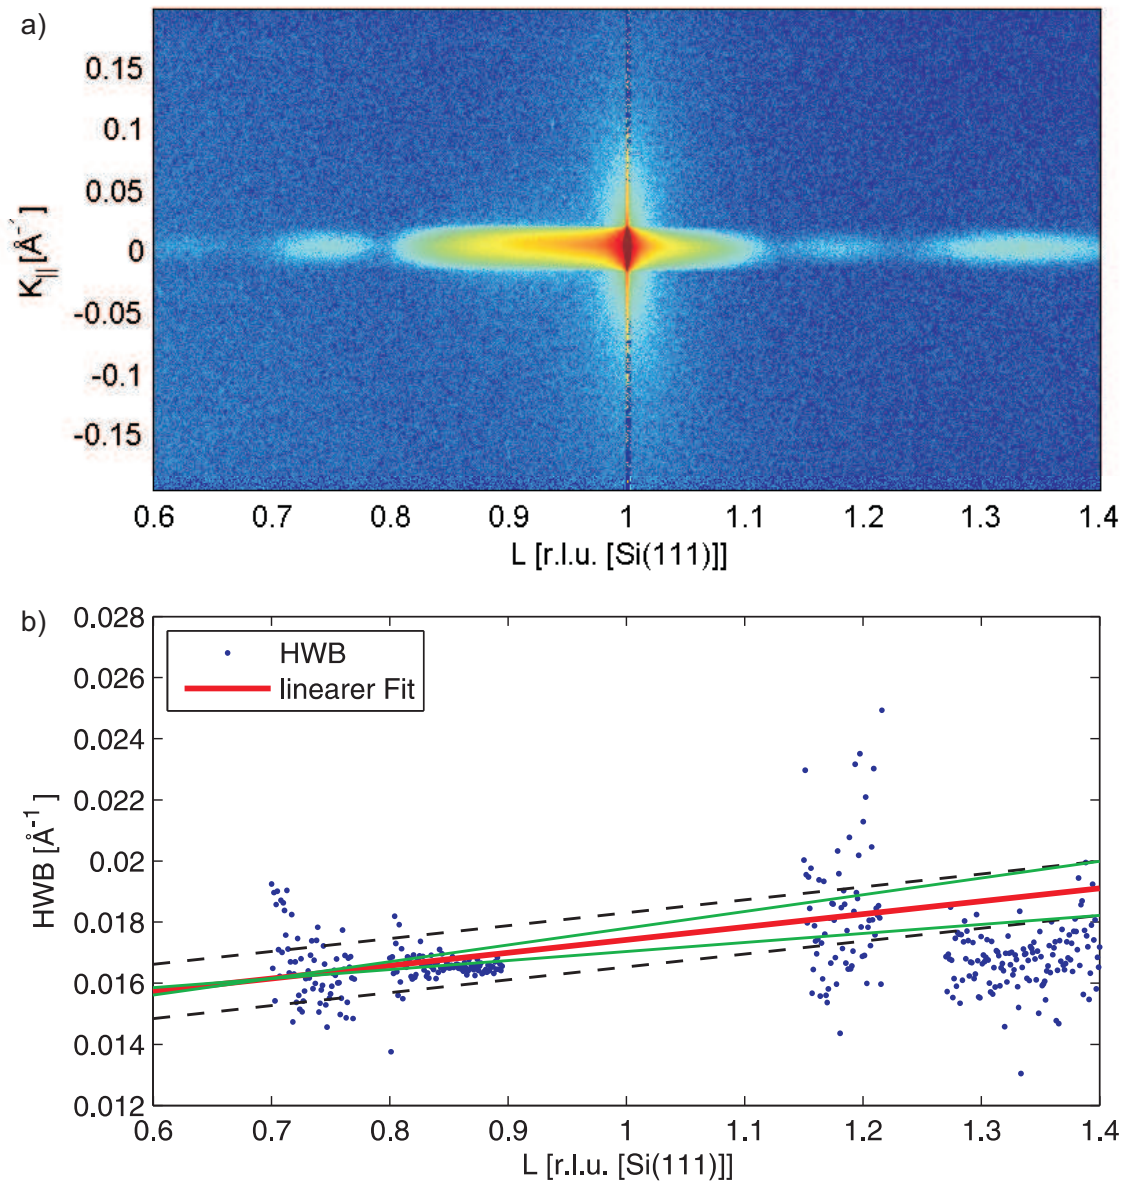 a)
0.15
0.1
0.05
0
-0.05
-0.1
-0.15
K|| [Å⁻´]
0.6 0.7 0.8 0.9 1 1.1 1.2 1.3 1.4
L [r.l.u. [Si(111)]]
b)
0.028
0.026
0.024
0.022
0.02
0.018
0.016
0.014
0.012
HWB [Å⁻¹]
HWB
linearer Fit
0.6 0.7 0.8 0.9 1 1.1 1.2 1.3 1.4
L [r.l.u. [Si(111)]]